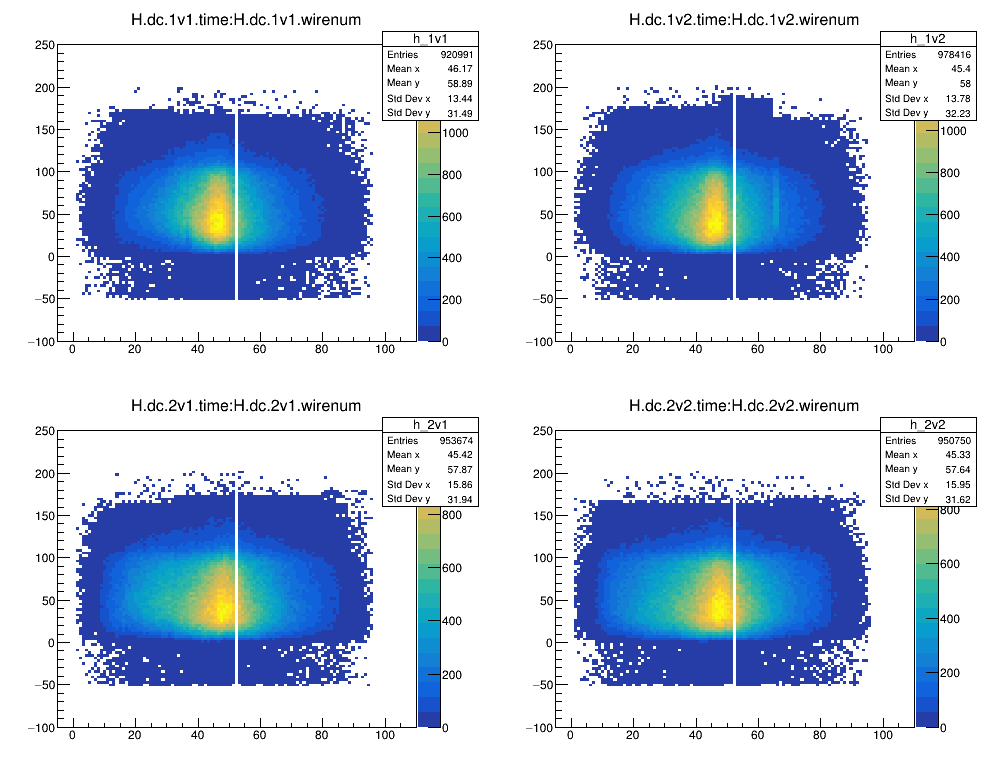 H.dc.1v1.time:H.dc.1v1.wirenum
h_1v1
Entries 920991
Mean x 46.17
Mean y 58.89
Std Dev x 13.44
Std Dev y 31.49
250
200
150
100
50
0
−50
−100
0 20 40 60 80 100
1000
800
600
400
200
0
H.dc.1v2.time:H.dc.1v2.wirenum
h_1v2
Entries 978416
Mean x 45.4
Mean y 58
Std Dev x 13.78
Std Dev y 32.23
250
200
150
100
50
0
−50
−100
0 20 40 60 80 100
1000
800
600
400
200
0
H.dc.2v1.time:H.dc.2v1.wirenum
h_2v1
Entries 953674
Mean x 45.42
Mean y 57.87
Std Dev x 15.86
Std Dev y 31.94
250
200
150
100
50
0
−50
−100
0 20 40 60 80 100
800
600
400
200
0
H.dc.2v2.time:H.dc.2v2.wirenum
h_2v2
Entries 950750
Mean x 45.33
Mean y 57.64
Std Dev x 15.95
Std Dev y 31.62
250
200
150
100
50
0
−50
−100
0 20 40 60 80 100
800
600
400
200
0